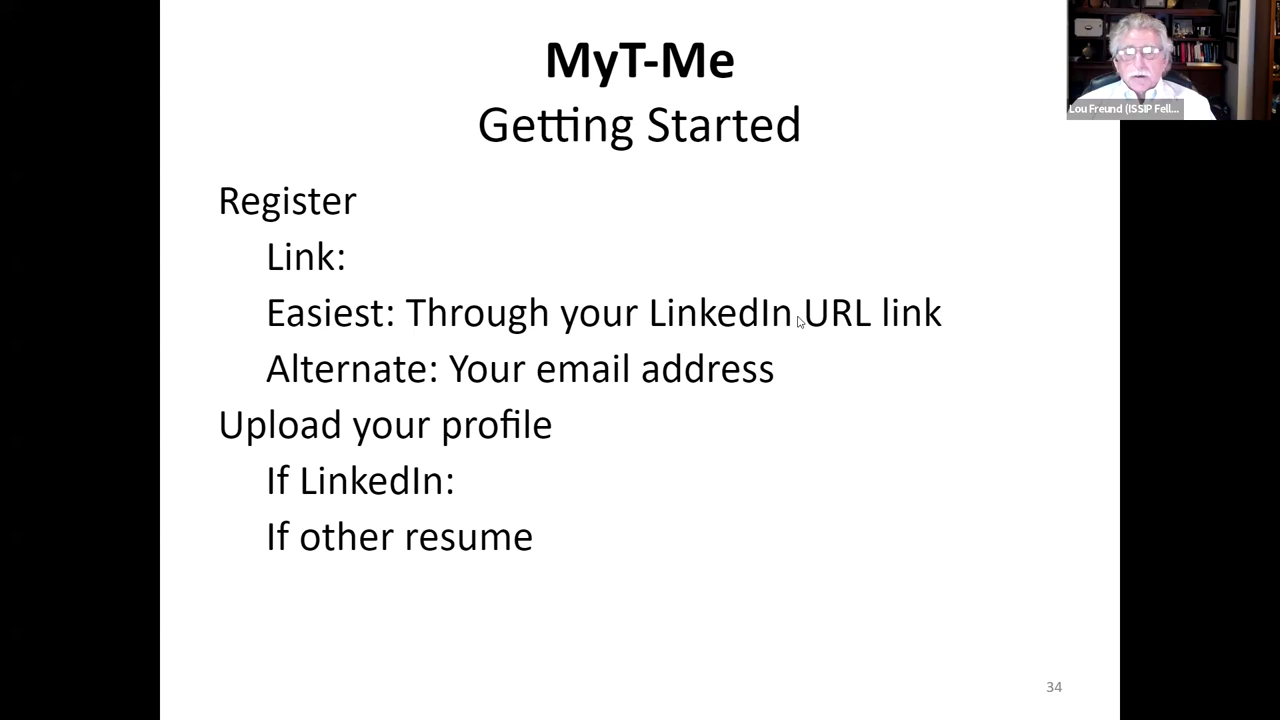 MyT-Me
Getting Started
Lou Freund (ISSIP Fell...
Register
Link:
Easiest: Through your LinkedIn URL link
Alternate: Your email address
Upload your profile
If LinkedIn:
If other resume
34